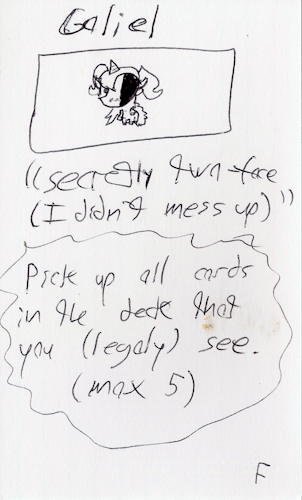 Galiel
"(secretly two-face
(I didn't mess up)"
Pick up all cards
in the deck that
you (legaly) see.
(max 5)
F